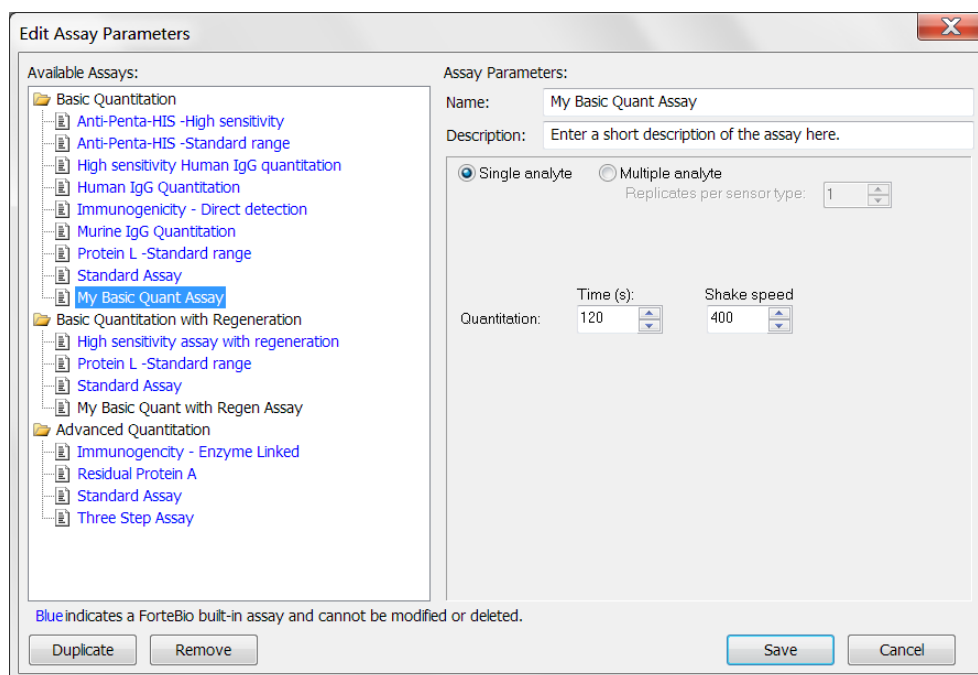 Edit Assay Parameters
Available Assays:
Basic Quantitation
Anti-Penta-HIS -High sensitivity
Anti-Penta-HIS -Standard range
High sensitivity Human IgG quantitation
Human IgG Quantitation
Immunogenicity - Direct detection
Murine IgG Quantitation
Protein L -Standard range
Standard Assay
My Basic Quant Assay
Basic Quantitation with Regeneration
High sensitivity assay with regeneration
Protein L -Standard range
Standard Assay
My Basic Quant with Regen Assay
Advanced Quantitation
Immunogencity - Enzyme Linked
Residual Protein A
Standard Assay
Three Step Assay
Assay Parameters:
Name: My Basic Quant Assay
Description: Enter a short description of the assay here.
Single analyte Multiple analyte
Replicates per sensor type: 1
Time (s): Shake speed
Quantitation: 120 400
Blue indicates a ForteBio built-in assay and cannot be modified or deleted.
Duplicate Remove Save Cancel